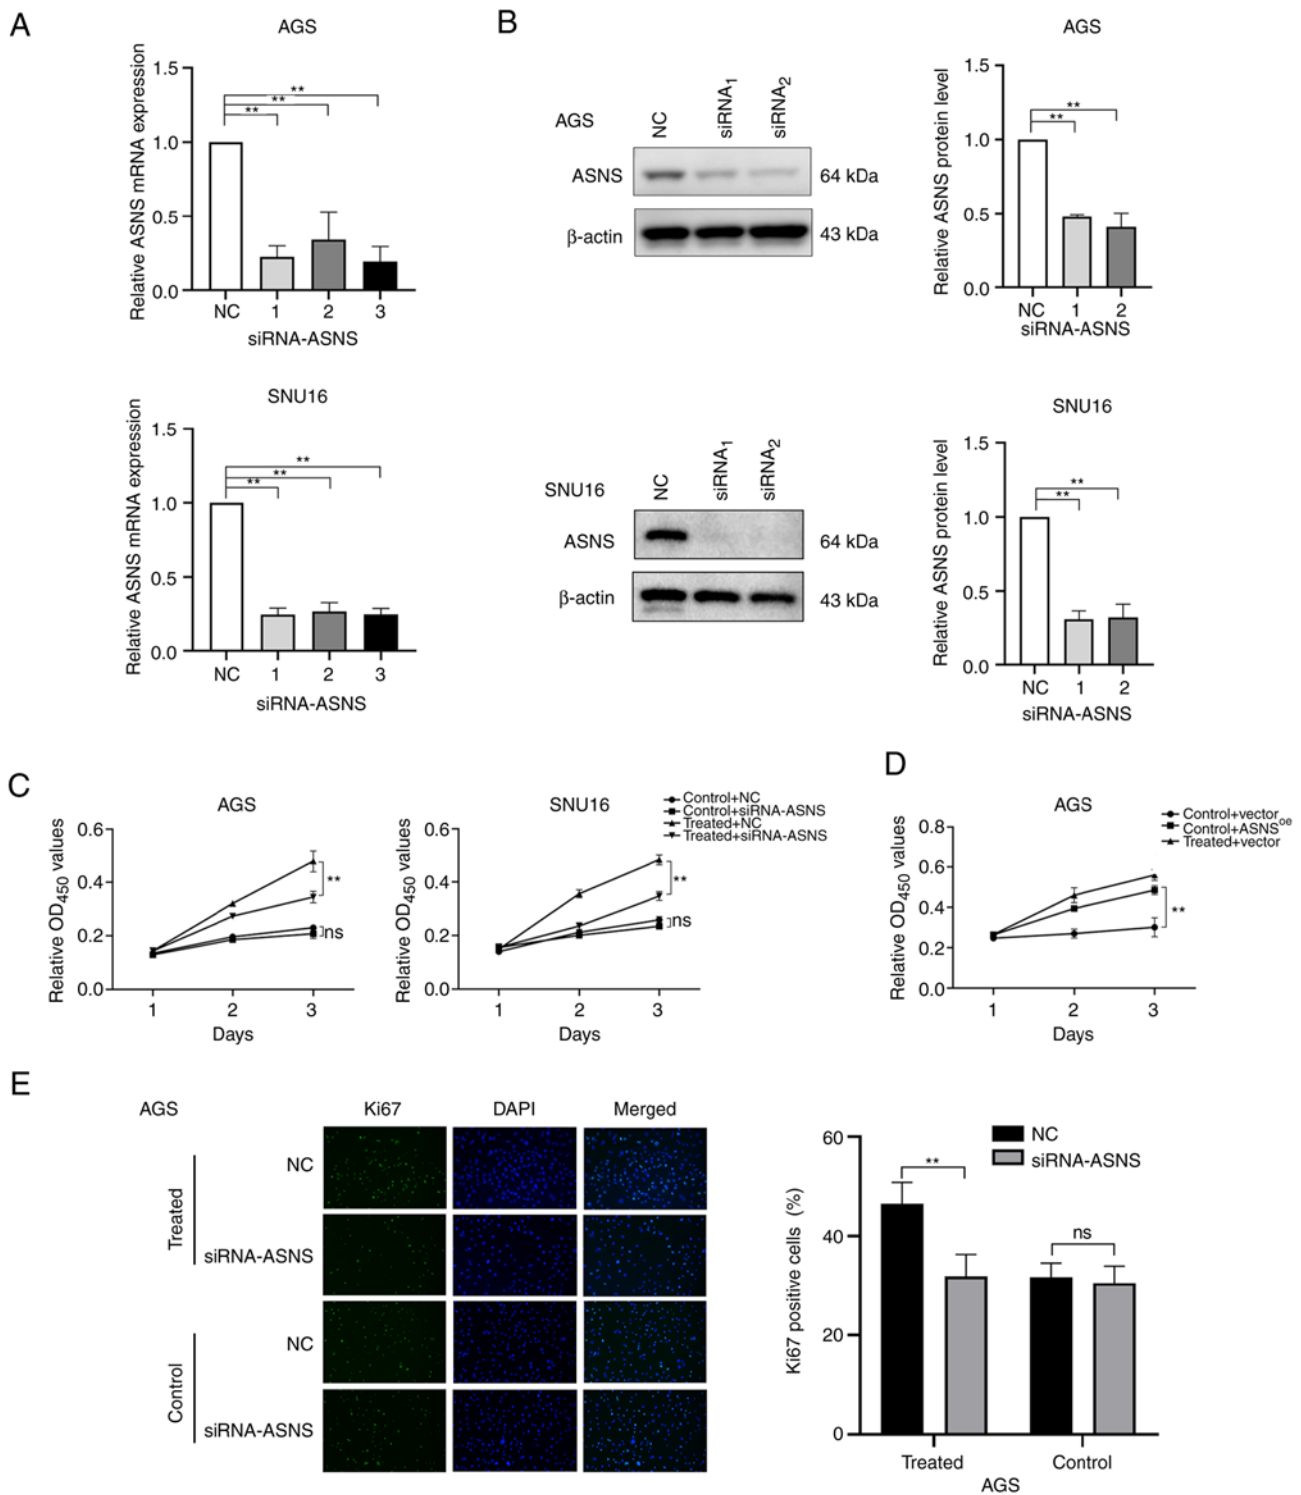 A
AGS
Relative ASNS mRNA expression
1.5
1.0
0.5
0.0
** ** **
NC 1 2 3
siRNA-ASNS
SNU16
Relative ASNS mRNA expression
1.5
1.0
0.5
0.0
** ** **
NC 1 2 3
siRNA-ASNS
B
AGS
NC siRNA1 siRNA2
ASNS 64 kDa
β-actin 43 kDa
AGS
Relative ASNS protein level
1.5
1.0
0.5
0.0
** **
NC 1 2
siRNA-ASNS
SNU16
NC siRNA1 siRNA2
ASNS 64 kDa
β-actin 43 kDa
SNU16
Relative ASNS protein level
1.5
1.0
0.5
0.0
** **
NC 1 2
siRNA-ASNS
C
AGS
Relative OD450 values
0.6
0.4
0.2
0.0
**
ns
1 2 3
Days
SNU16
Relative OD450 values
0.6
0.4
0.2
0.0
Control+NC
Control+siRNA-ASNS
Treated+NC
Treated+siRNA-ASNS
**
ns
1 2 3
Days
D
AGS
Relative OD450 values
0.8
0.6
0.4
0.2
0.0
Control+vector
Control+ASNSoe
Treated+vector
**
1 2 3
Days
E
AGS Ki67 DAPI Merged
Treated
NC
siRNA-ASNS
Control
NC
siRNA-ASNS
Ki67 positive cells (%)
60
40
20
0
NC
siRNA-ASNS
**
ns
Treated Control
AGS